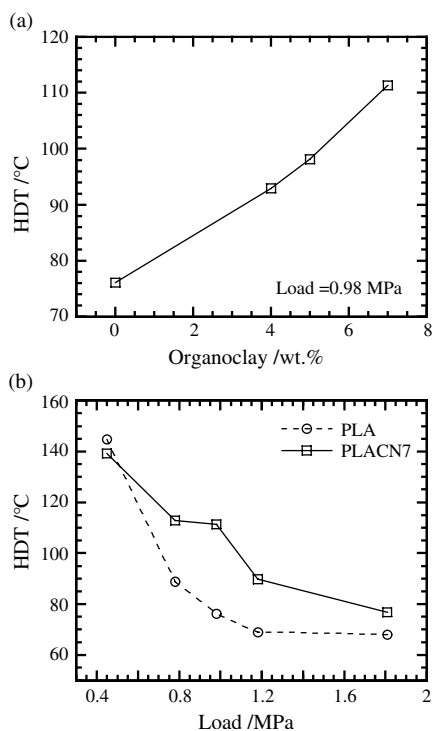 (a)
120
110
100
90
80
70
HDT /°C
Load =0.98 MPa
0 2 4 6 8
Organoclay /wt.%
(b)
160
140
120
100
80
60
HDT /°C
PLA
PLACN7
0.4 0.8 1.2 1.6 2
Load /MPa